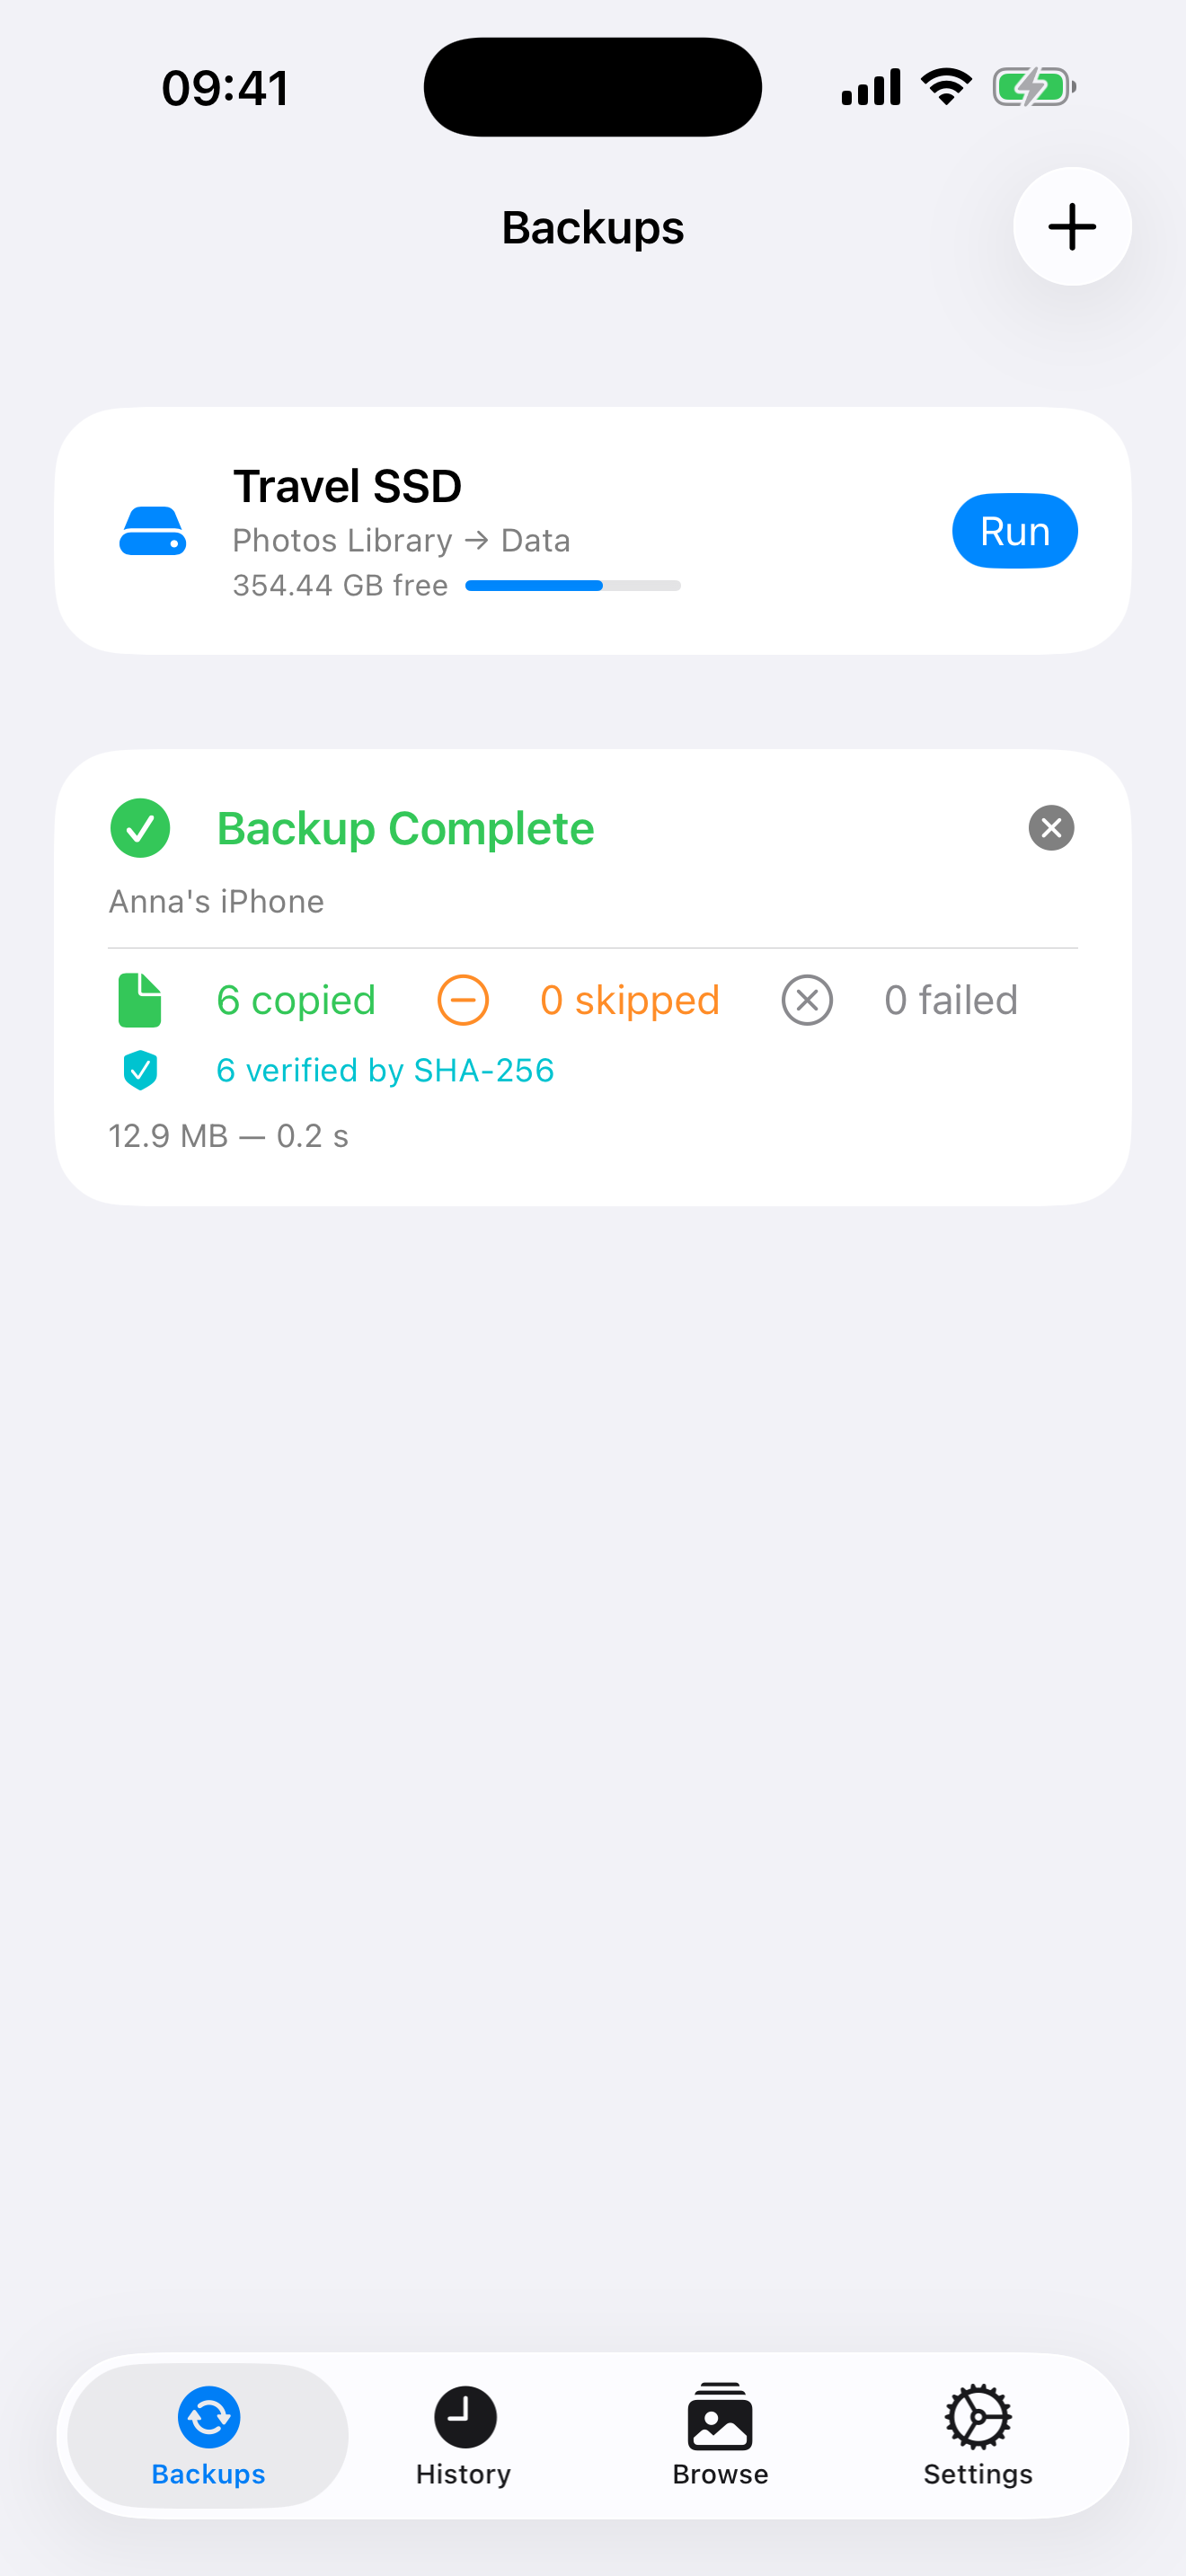 09:41
Backups
Travel SSD
Photos Library → Data
354.44 GB free
Run
Backup Complete
Anna's iPhone
6 copied 0 skipped 0 failed
6 verified by SHA-256
12.9 MB — 0.2 s
Backups History Browse Settings